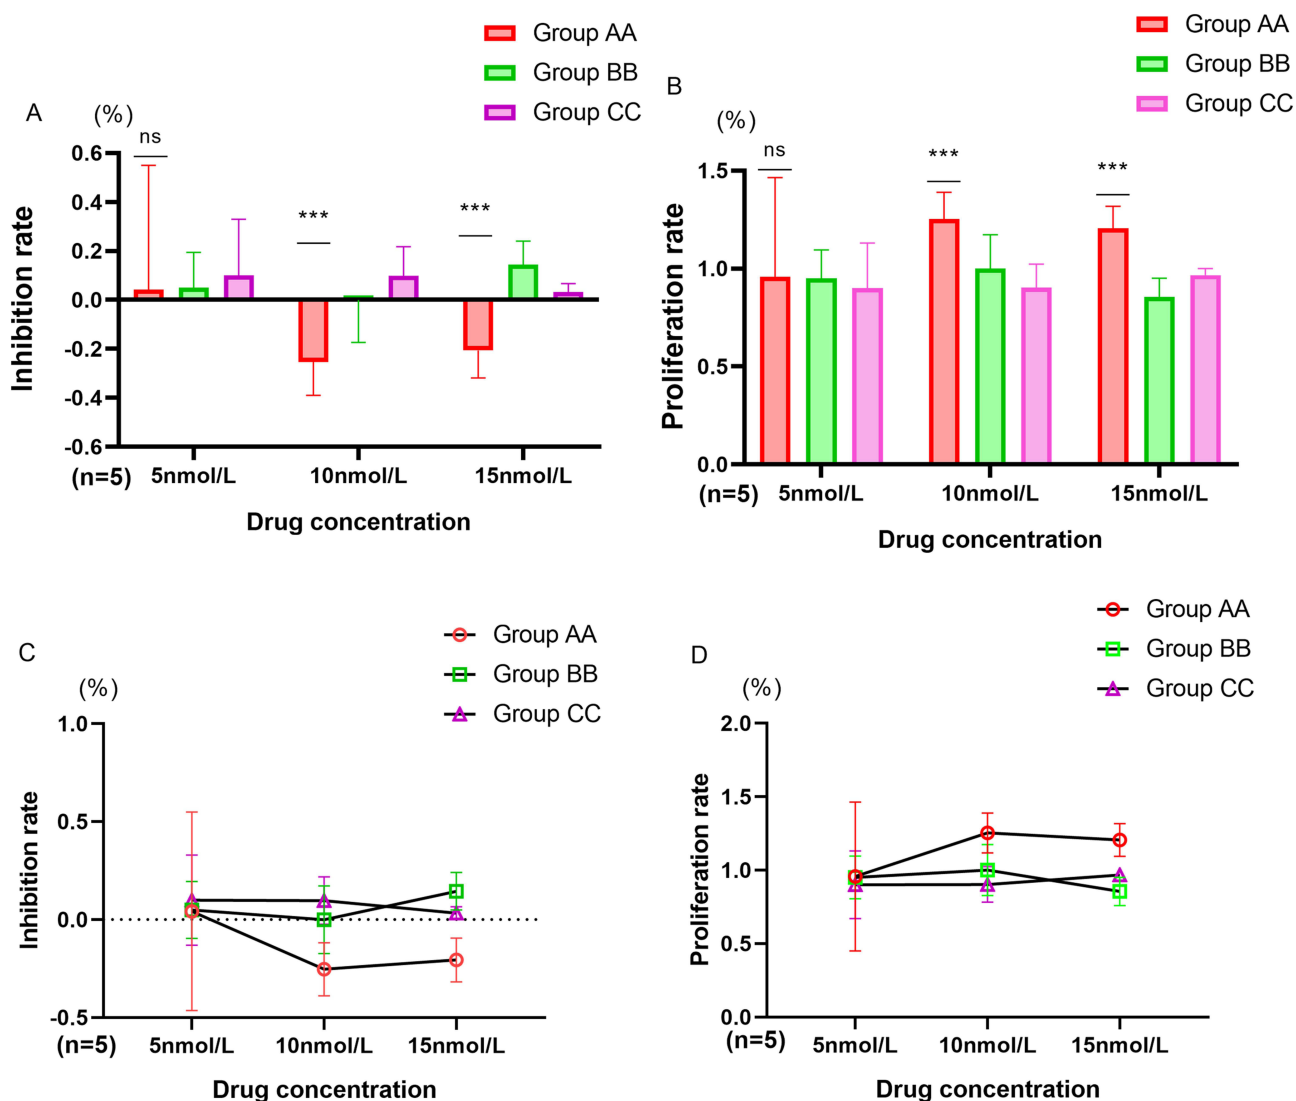 Group AA
Group BB
Group CC
A
(%)
ns
***
***
0.6
0.4
0.2
0.0
-0.2
-0.4
-0.6
Inhibition rate
(n=5)
5nmol/L
10nmol/L
15nmol/L
Drug concentration
Group AA
Group BB
Group CC
B
(%)
ns
***
***
1.5
1.0
0.5
0.0
Proliferation rate
(n=5)
5nmol/L
10nmol/L
15nmol/L
Drug concentration
Group AA
Group BB
Group CC
C
(%)
1.0
0.5
0.0
-0.5
Inhibition rate
(n=5)
5nmol/L
10nmol/L
15nmol/L
Drug concentration
Group AA
Group BB
Group CC
D
(%)
2.0
1.5
1.0
0.5
0.0
Proliferation rate
(n=5)
5nmol/L
10nmol/L
15nmol/L
Drug concentration